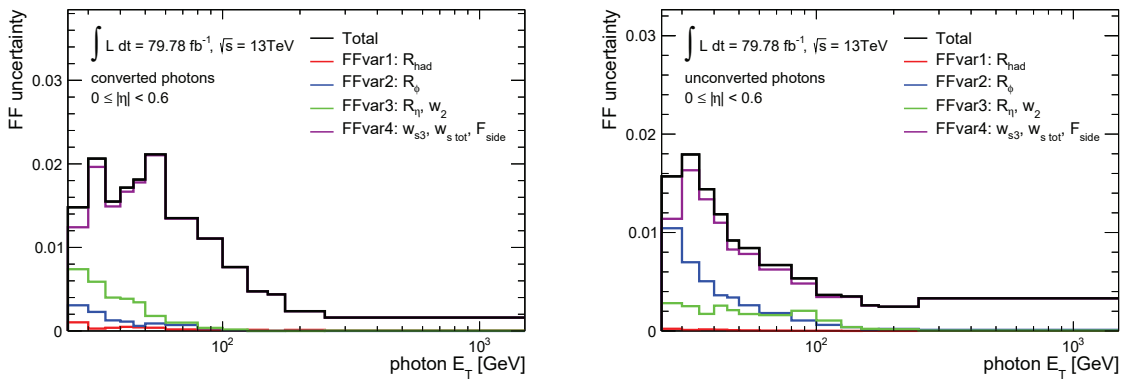 FF uncertainty
0.03
0.02
0.01
0
∫ L dt = 79.78 fb⁻¹, √s = 13TeV
converted photons
0 ≤ |η| < 0.6
Total
FFvar1: R_had
FFvar2: R_ϕ
FFvar3: R_η, w_2
FFvar4: w_s3, w_s tot, F_side
10²
10³
photon E_T [GeV]
FF uncertainty
0.03
0.02
0.01
0
∫ L dt = 79.78 fb⁻¹, √s = 13TeV
unconverted photons
0 ≤ |η| < 0.6
Total
FFvar1: R_had
FFvar2: R_ϕ
FFvar3: R_η, w_2
FFvar4: w_s3, w_s tot, F_side
10²
10³
photon E_T [GeV]